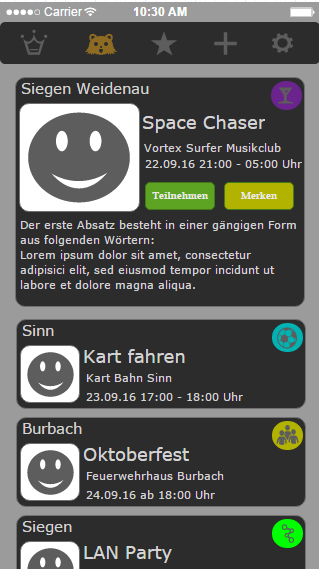 Carrier 10:30 AM
Siegen Weidenau
Space Chaser
Vortex Surfer Musikclub
22.09.16 21:00 - 05:00 Uhr
Teilnehmen Merken
Der erste Absatz besteht in einer gängigen Form
aus folgenden Wörtern:
Lorem ipsum dolor sit amet, consectetur
adipisici elit, sed eiusmod tempor incidunt ut
labore et dolore magna aliqua.
Sinn
Kart fahren
Kart Bahn Sinn
23.09.16 17:00 - 18:00 Uhr
Burbach
Oktoberfest
Feuerwehrhaus Burbach
24.09.16 ab 18:00 Uhr
Siegen
LAN Party